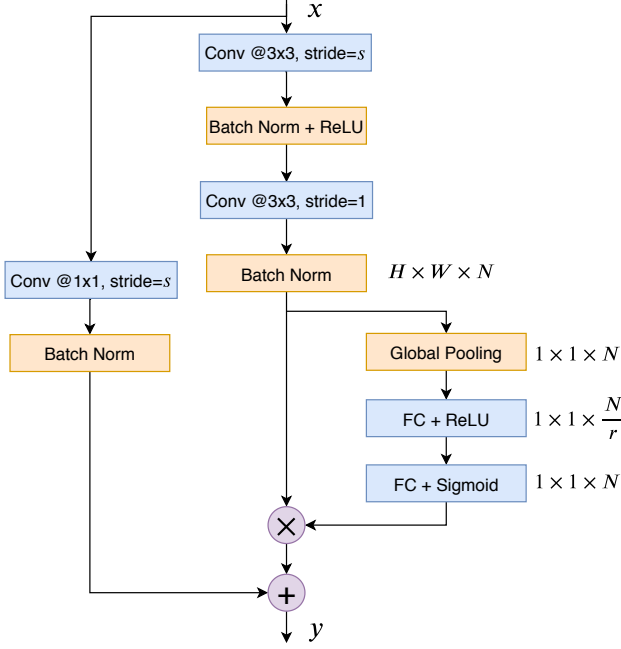 x
Conv @3x3, stride=s
Batch Norm + ReLU
Conv @3x3, stride=1
Conv @1x1, stride=s
Batch Norm
H × W × N
Batch Norm
Global Pooling
1 × 1 × N
FC + ReLU
1 × 1 × N/r
FC + Sigmoid
1 × 1 × N
×
+
y